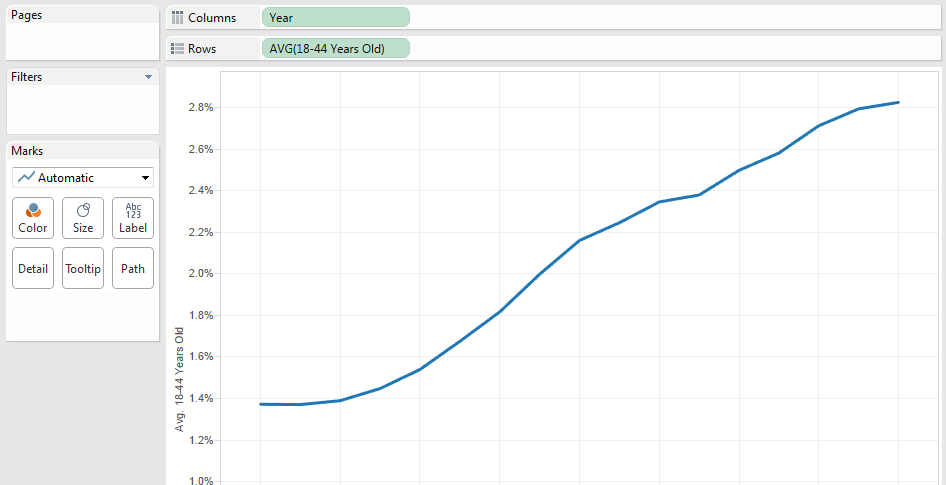 Pages
Columns
Year
Rows
AVG(18-44 Years Old)
Filters
Marks
Automatic
Color
Size
Abc
123
Label
Detail
Tooltip
Path
2.8%
2.6%
2.4%
2.2%
2.0%
1.8%
1.6%
1.4%
1.2%
1.0%
Avg. 18-44 Years Old